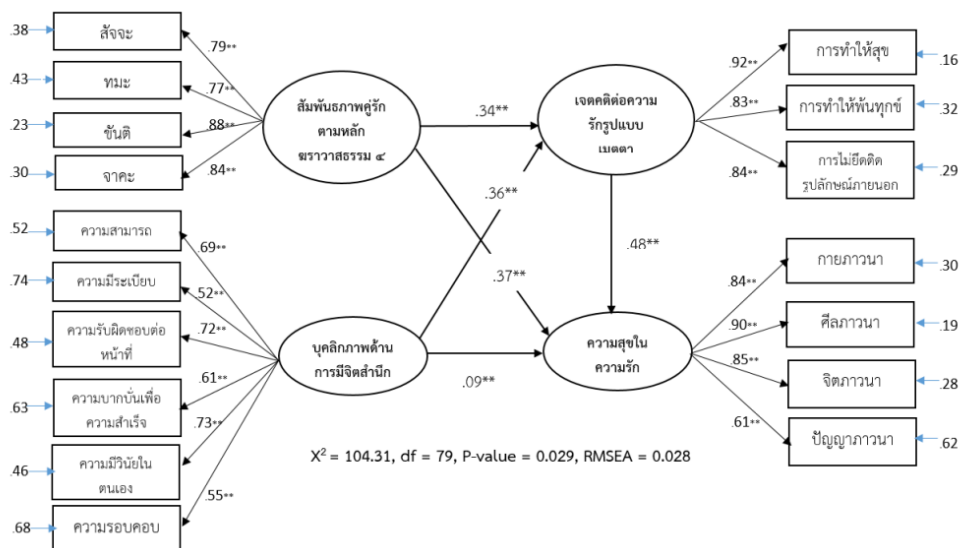 .38
สัจจะ
.79**
.43
ทมะ
.77**
.23
ขันติ
.88**
.30
จาคะ
.84**
สัมพันธภาพคู่รัก
ตามหลัก
ฆราวาสธรรม ๔
.34**
เจตคติต่อความ
รักรูปแบบ
เมตตา
.92**
การทำให้สุข
.16
.83**
การทำให้พ้นทุกข์
.32
.84**
การไม่ยึดติด
รูปลักษณ์ภายนอก
.29
.36**
.37**
.48**
.52
ความสามารถ
.69**
.74
ความมีระเบียบ
.52**
.48
ความรับผิดชอบต่อ
หน้าที่
.72**
.63
ความบากบั่นเพื่อ
ความสำเร็จ
.61**
.46
ความมีวินัยใน
ตนเอง
.73**
.68
ความรอบคอบ
.55**
บุคลิกภาพด้าน
การมีจิตสำนึก
.09**
ความสุขใน
ความรัก
.84**
กายภาวนา
.30
.90**
ศีลภาวนา
.19
.85**
จิตภาวนา
.28
.61**
ปัญญาภาวนา
.62
X² = 104.31, df = 79, P-value = 0.029, RMSEA = 0.028